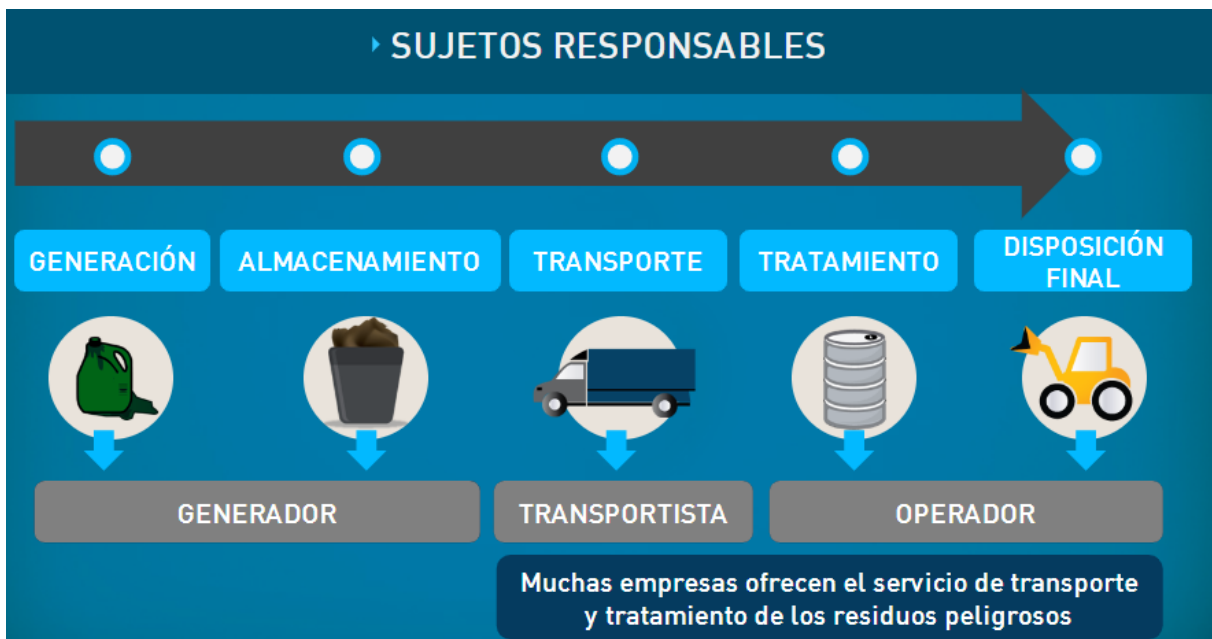 SUJETOS RESPONSABLES
GENERACIÓN
ALMACENAMIENTO
TRANSPORTE
TRATAMIENTO
DISPOSICIÓN
FINAL
GENERADOR
TRANSPORTISTA
OPERADOR
Muchas empresas ofrecen el servicio de transporte
y tratamiento de los residuos peligrosos